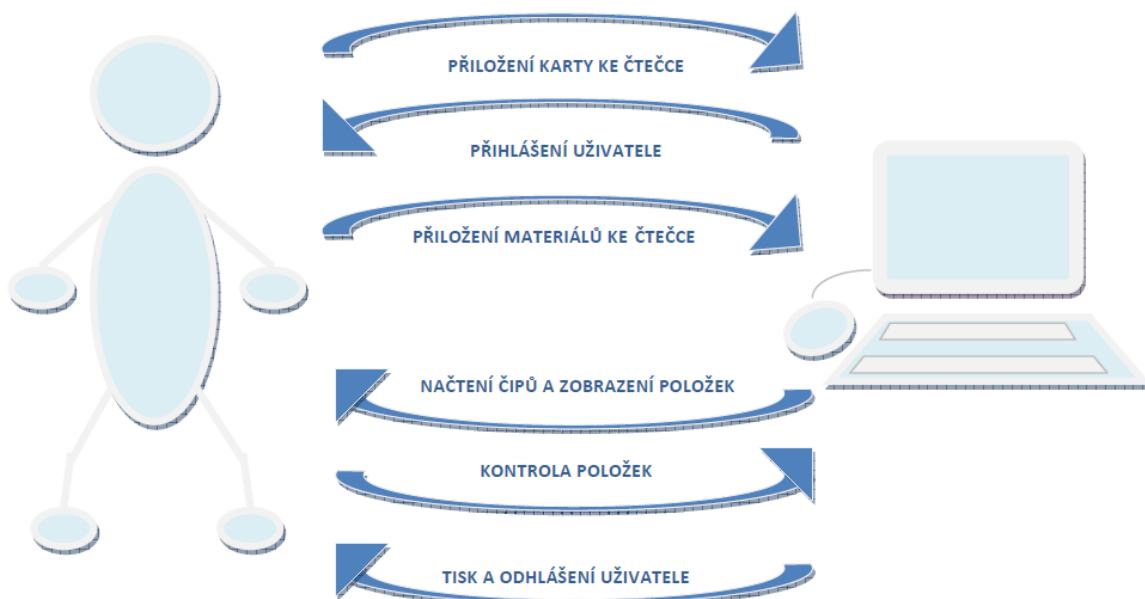 PŘILOŽENÍ KARTY KE ČTEČCE
PŘIHLÁŠENÍ UŽIVATELE
PŘILOŽENÍ MATERIÁLŮ KE ČTEČCE
NAČTENÍ ČIPŮ A ZOBRAZENÍ POLOŽEK
KONTROLA POLOŽEK
TISK A ODHLÁŠENÍ UŽIVATELE